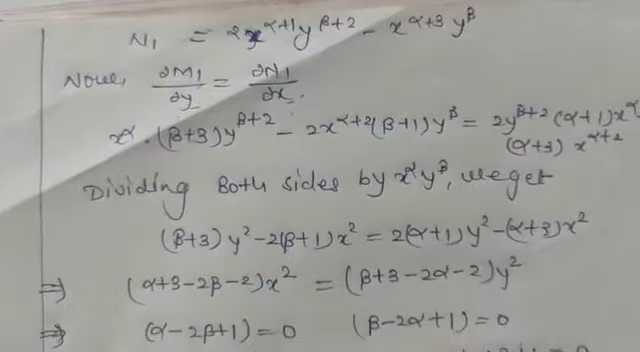 N₁ = 2x^{α+1}y^{β+2} - x^{α+3}y^β
Now, ∂M₁/∂y = ∂N₁/∂x.
x^α.(β+3)y^{β+2} - 2x^{α+2}(β+1)y^β = 2y^{β+2}(α+1)x^α
(α+3)x^{α+2}
Dividing Both sides by x^αy^β, we get
(β+3)y² - 2(β+1)x² = 2(α+1)y² - (α+3)x²
⇒ (α+3-2β-2)x² = (β+3-2α-2)y²
⇒ (α-2β+1) = 0 (β-2α+1) = 0